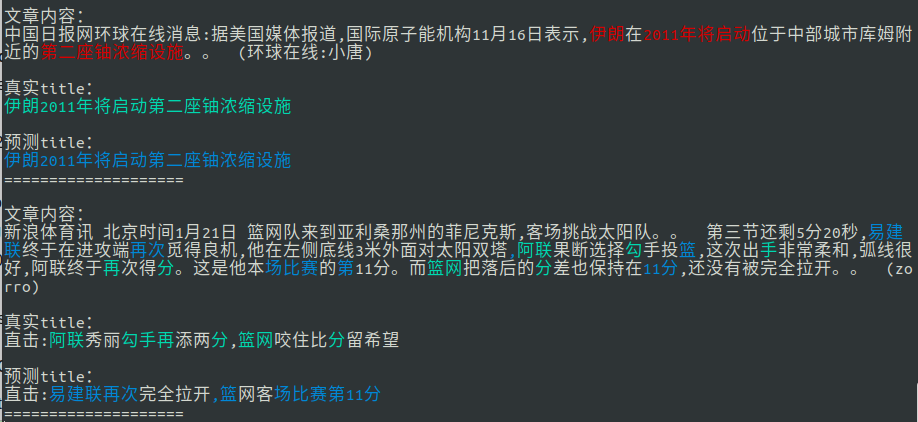 文章内容：
中国日报网环球在线消息:据美国媒体报道,国际原子能机构11月16日表示,伊朗在2011年将启动位于中部城市库姆附
近的第二座铀浓缩设施。。 (环球在线:小唐)
真实title：
伊朗2011年将启动第二座铀浓缩设施
预测title：
伊朗2011年将启动第二座铀浓缩设施
====================
文章内容：
新浪体育讯 北京时间1月21日 篮网队来到亚利桑那州的菲尼克斯,客场挑战太阳队。。 第三节还剩5分20秒,易建
联终于在进攻端再次觅得良机,他在左侧底线3米外面对太阳双塔,阿联果断选择勾手投篮,这次出手非常柔和,弧线很
好,阿联终于再次得分。这是他本场比赛的第11分。而篮网把落后的分差也保持在11分,还没有被完全拉开。。 (zo
rro)
真实title：
直击:阿联秀丽勾手再添两分,篮网咬住比分留希望
预测title：
直击:易建联再次完全拉开,篮网客场比赛第11分
====================